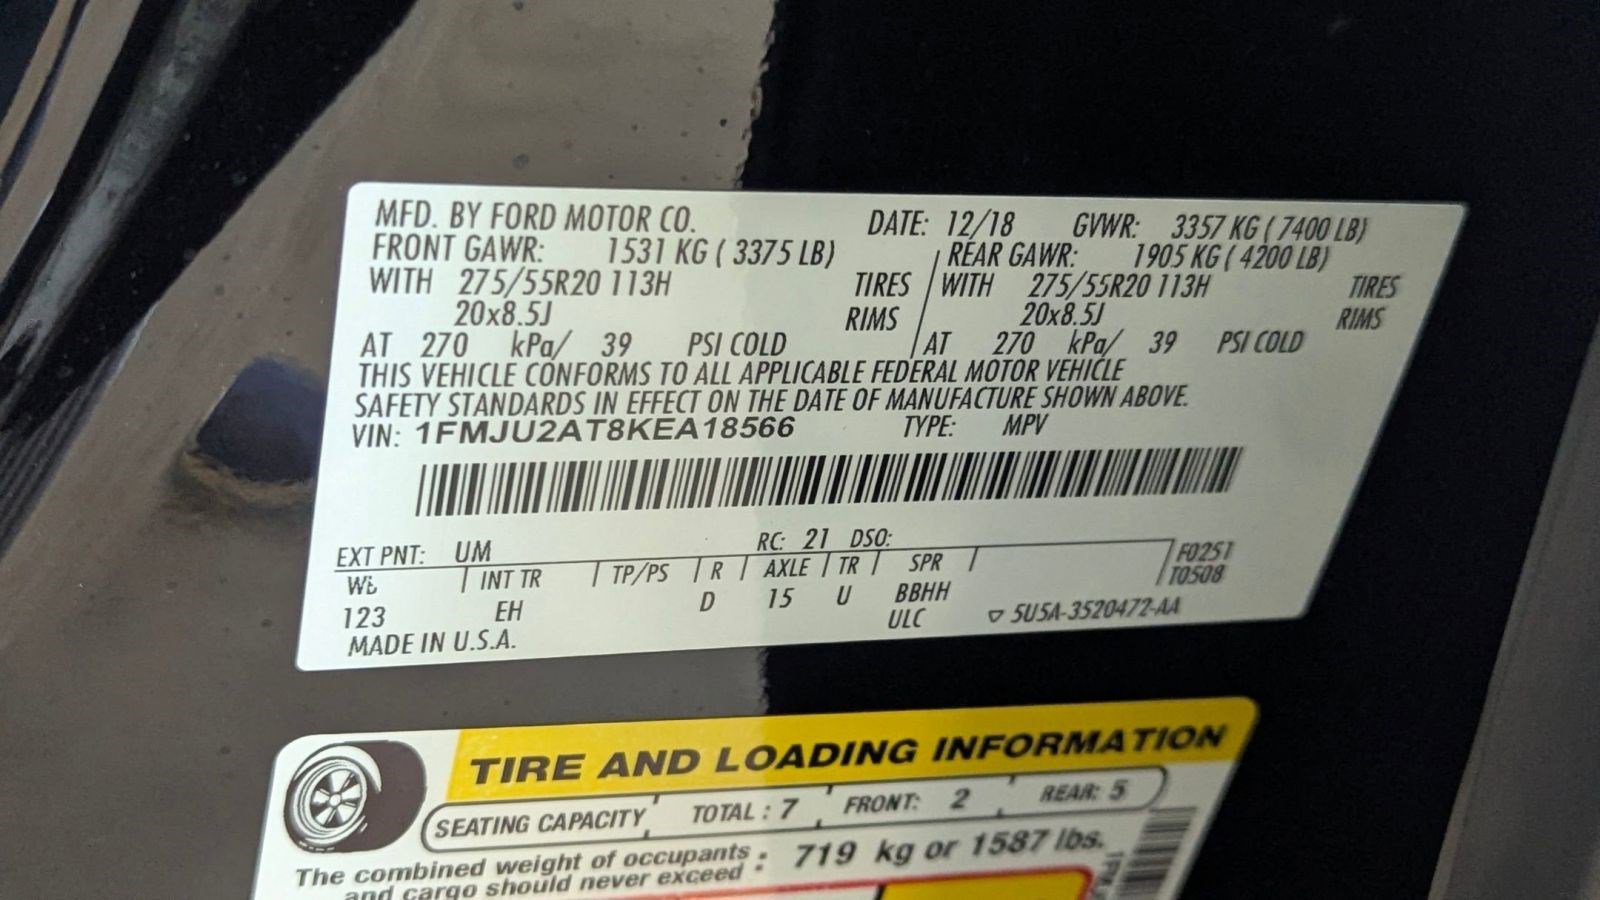 MFD. BY FORD MOTOR CO. DATE: 12/18 GVWR: 3357 KG ( 7400 LB)
FRONT GAWR: 1531 KG ( 3375 LB) REAR GAWR: 1905 KG ( 4200 LB)
WITH 275/55R20 113H TIRES WITH 275/55R20 113H TIRES
20x8.5J RIMS 20x8.5J RIMS
AT 270 kPa/ 39 PSI COLD AT 270 kPa/ 39 PSI COLD
THIS VEHICLE CONFORMS TO ALL APPLICABLE FEDERAL MOTOR VEHICLE
SAFETY STANDARDS IN EFFECT ON THE DATE OF MANUFACTURE SHOWN ABOVE.
VIN: 1FMJU2AT8KEA18566 TYPE: MPV
EXT PNT: UM RC: 21 DSO: F0251
WB INT TR TP/PS R AXLE TR SPR T0508
123 EH D 15 U BBHH
ULC 5U5A-3520472-AA
MADE IN U.S.A.
TIRE AND LOADING INFORMATION
SEATING CAPACITY TOTAL : 7 FRONT: 2 REAR: 5
The combined weight of occupants : 719 kg or 1587 lbs.
and cargo should never exceed